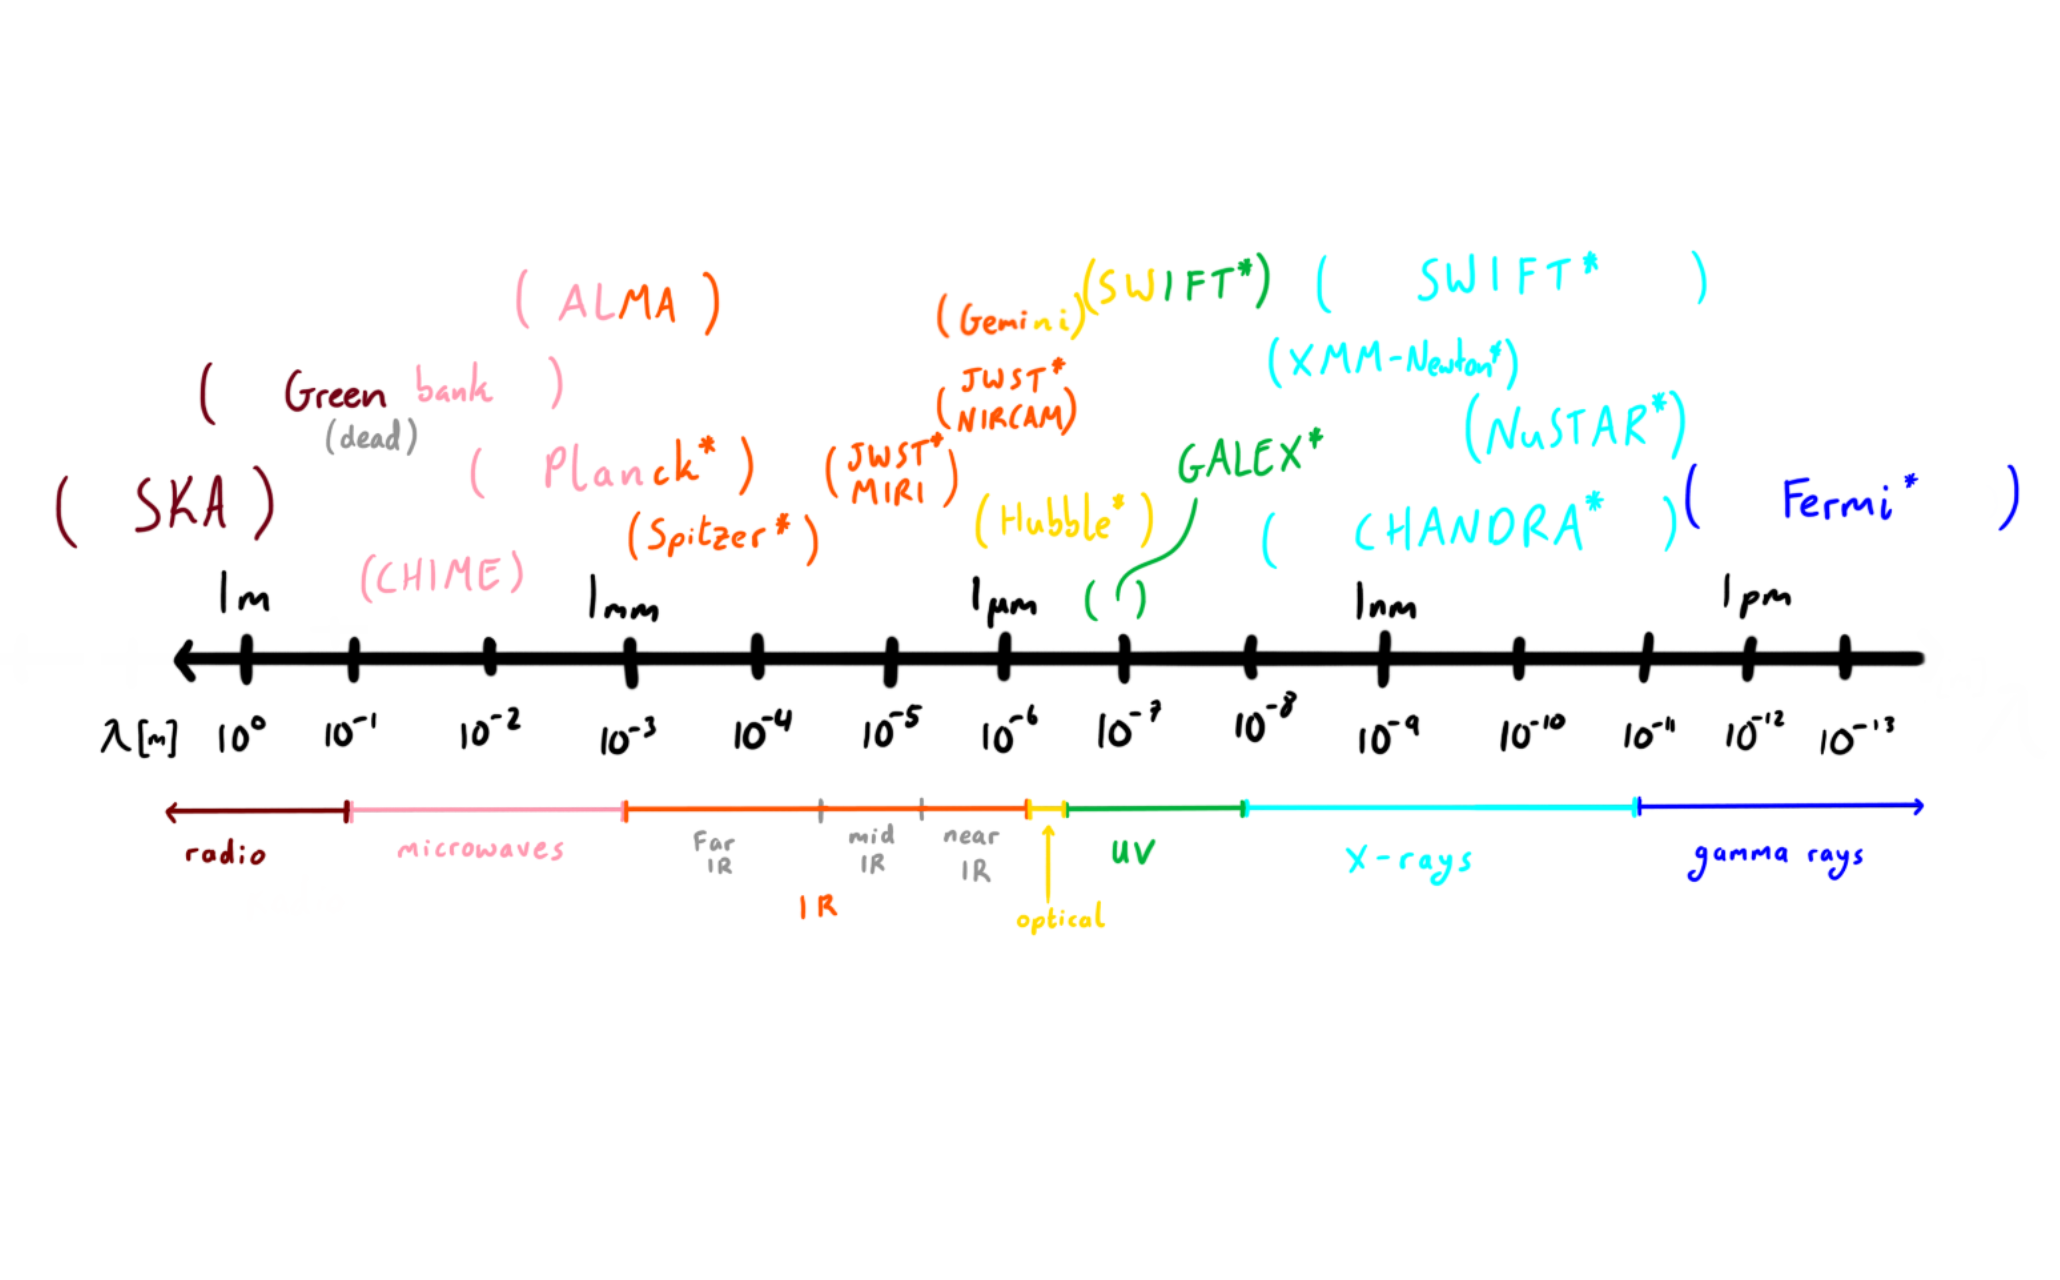 (SWIFT*)
( SWIFT* )
( ALMA )
(Gemini)
(XMM-Newton*)
( Green bank )
(dead)
JWST*
(NIRCAM)
(NuSTAR*)
( Planck* )
(JWST*
MIRI)
GALEX*
( SKA )
(Spitzer*)
(Hubble*)
( CHANDRA* )
( Fermi* )
(CHIME)
( )
1m
1mm
1µm
1nm
1pm
λ[m] 10⁰ 10⁻¹ 10⁻² 10⁻³ 10⁻⁴ 10⁻⁵ 10⁻⁶ 10⁻⁷ 10⁻⁸ 10⁻⁹ 10⁻¹⁰ 10⁻¹¹ 10⁻¹² 10⁻¹³
radio
microwaves
Far
IR
mid
IR
near
IR
IR
optical
UV
X-rays
gamma rays